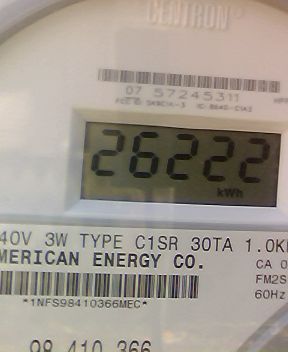 CENTRON®
07 57245311
26222
kWh
40V 3W TYPE C1SR 30TA 1.0K
MERICAN ENERGY CO.
CA 0
FM2S
60Hz
*1NFS98410366MEC*
98 410 366